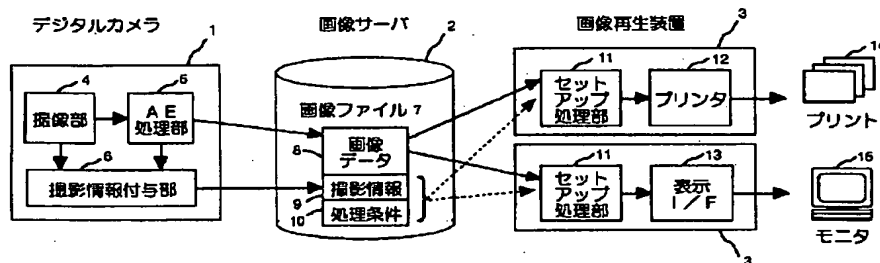 デジタルカメラ
1
4
撮像部
5
AE
処理部
6
撮影情報付与部
画像サーバ
2
画像ファイル 7
8
画像
データ
9
撮影情報
10
処理条件
画像再生装置
3
11
セット
アップ
処理部
12
プリンタ
14
プリント
11
セット
アップ
処理部
13
表示
I/F
3
15
モニタ